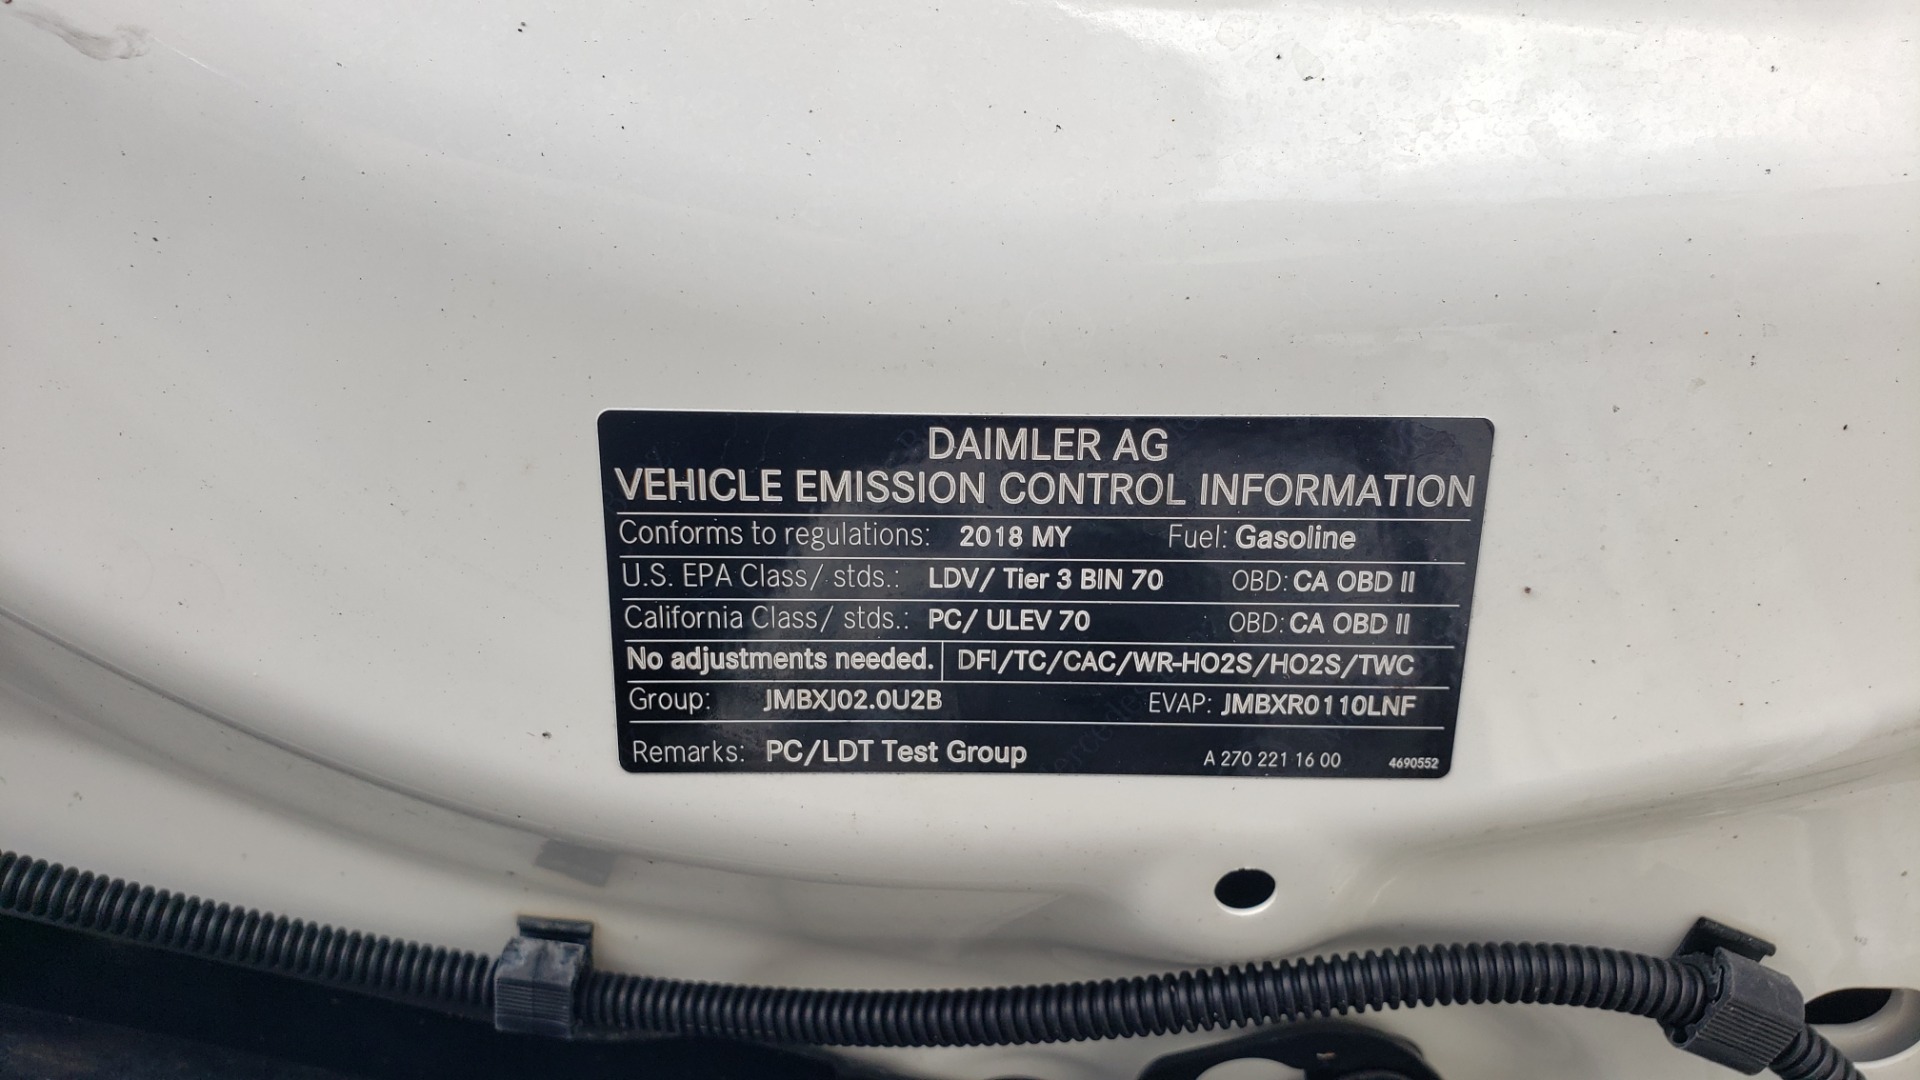 DAIMLER AG
VEHICLE EMISSION CONTROL INFORMATION
Conforms to regulations: 2018 MY Fuel: Gasoline
U.S. EPA Class/ stds.: LDV/ Tier 3 BIN 70 OBD: CA OBD II
California Class/ stds.: PC/ ULEV 70 OBD: CA OBD II
No adjustments needed. DFI/TC/CAC/WR-HO2S/HO2S/TWC
Group: JMBXJ02.0U2B EVAP: JMBXR0110LNF
Remarks: PC/LDT Test Group A 270 221 16 00 4690552